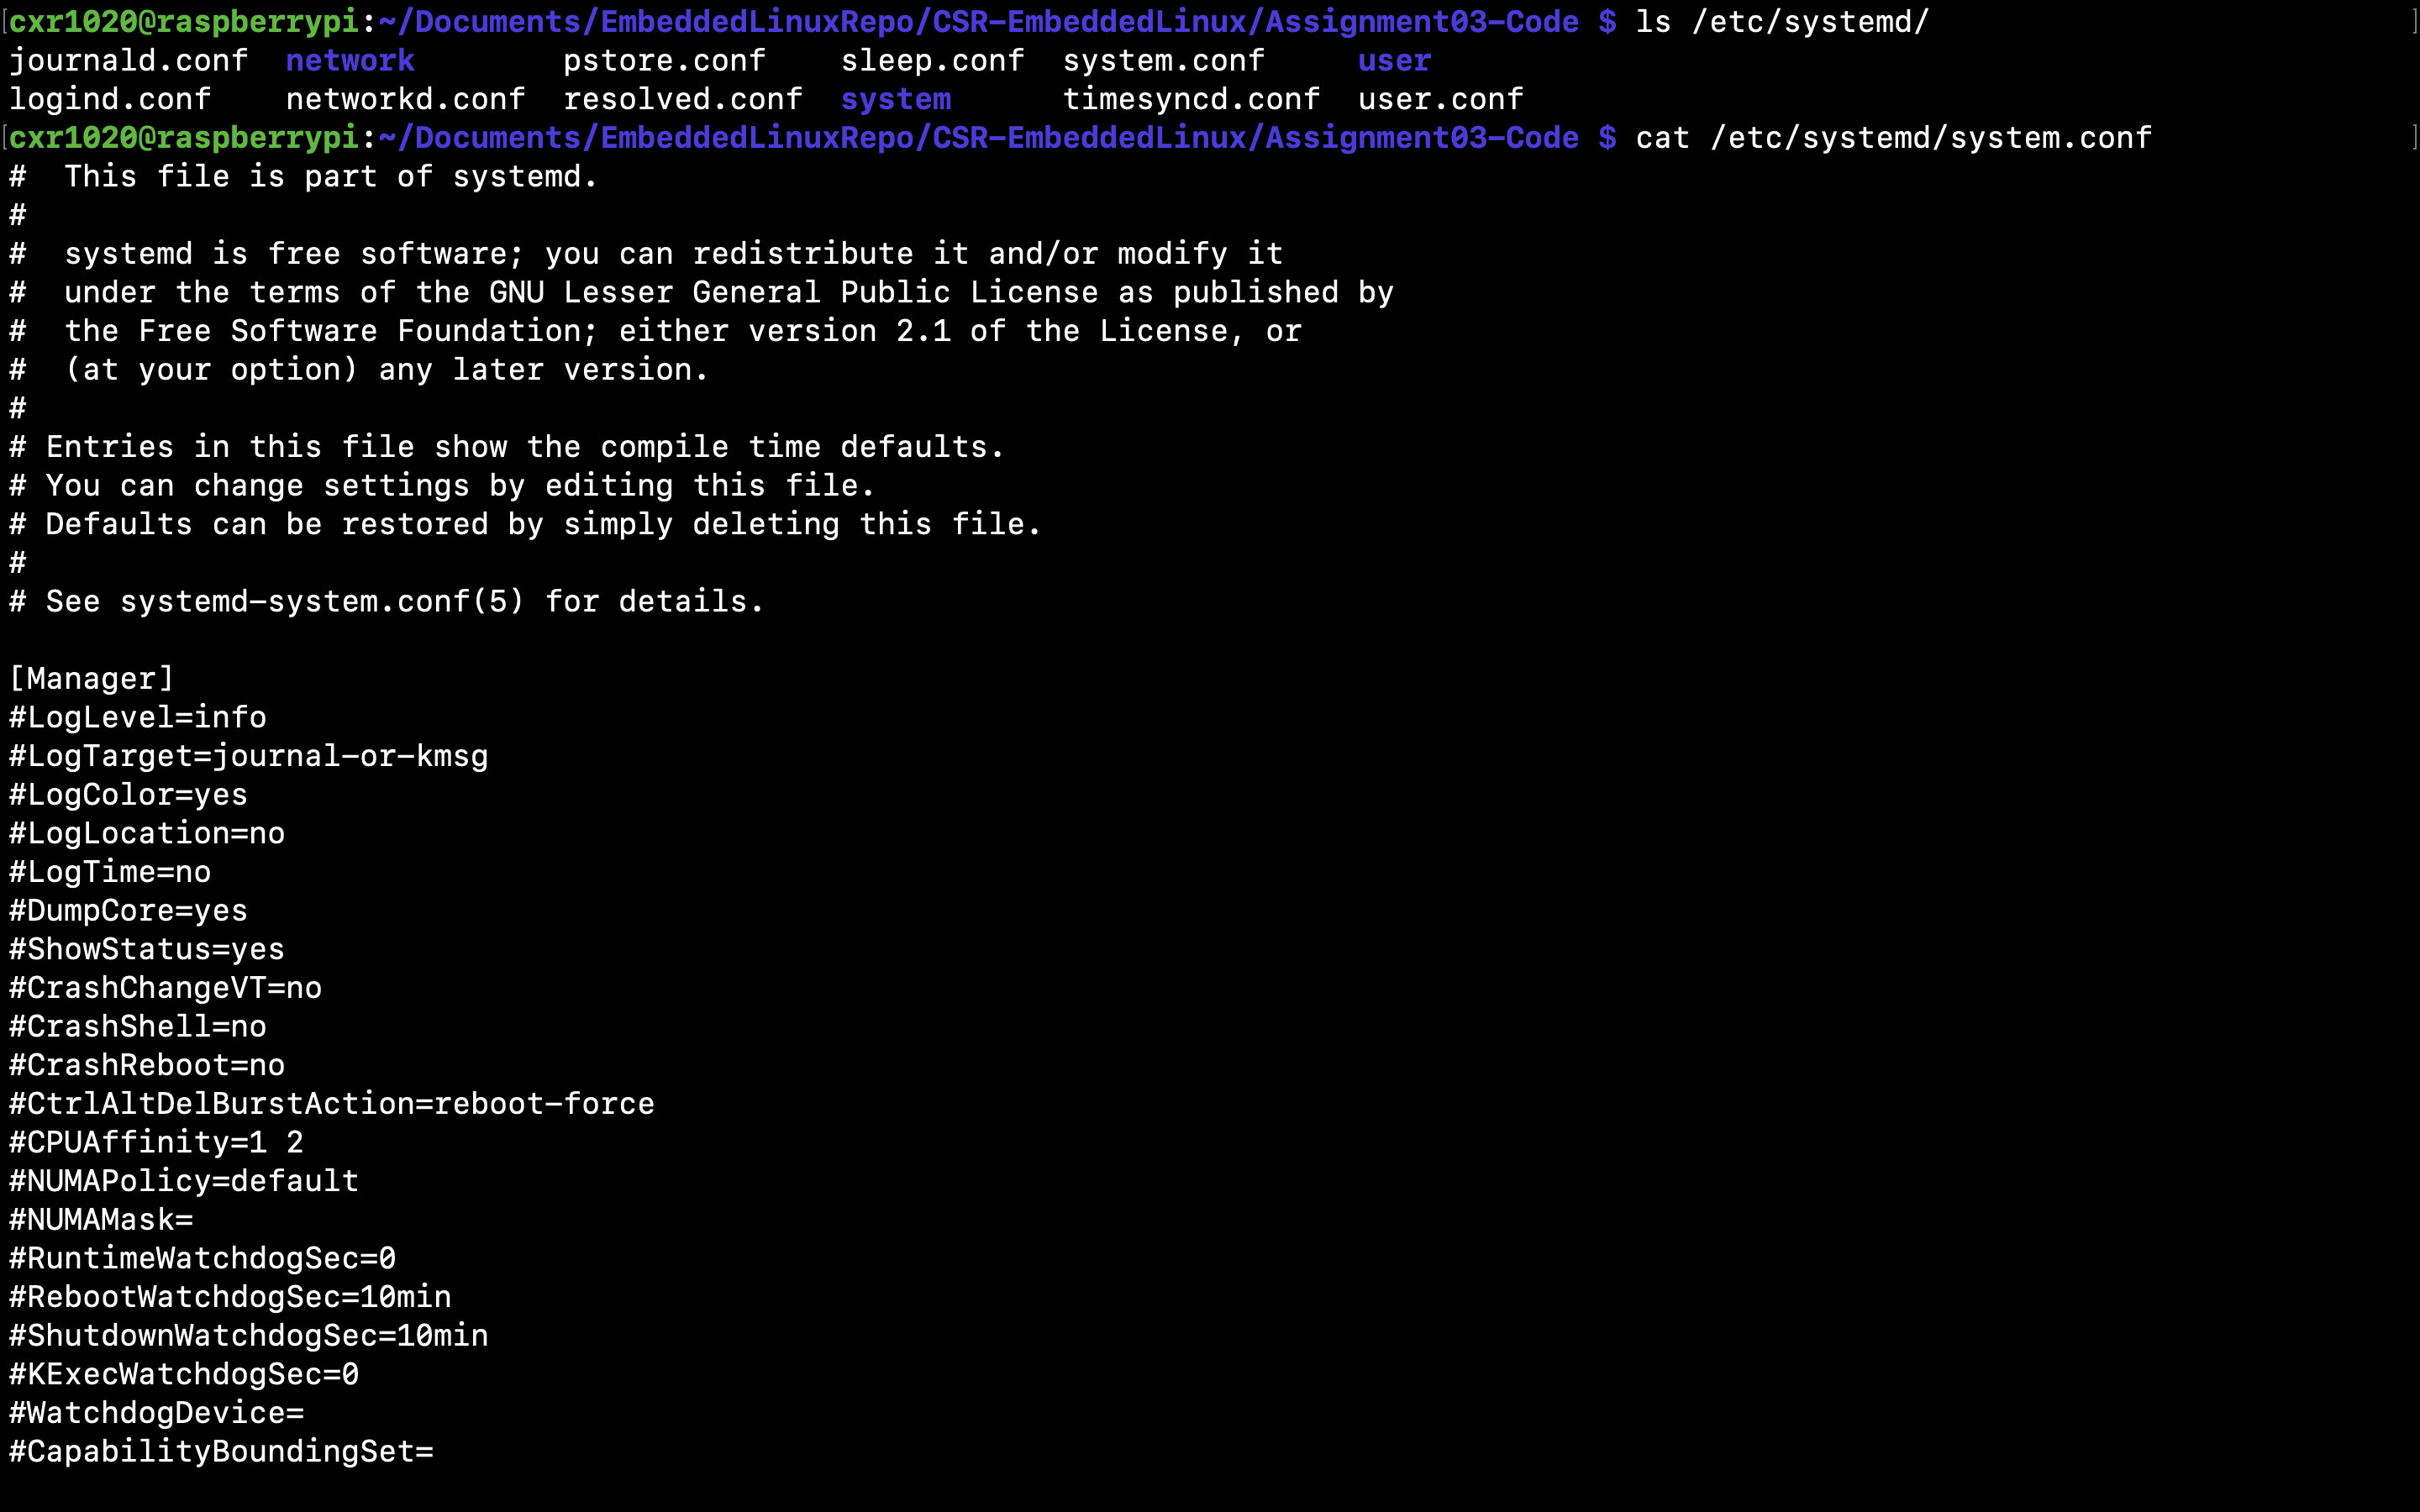 cxr1020@raspberrypi:~/Documents/EmbeddedLinuxRepo/CSR-EmbeddedLinux/Assignment03-Code $ ls /etc/systemd/
journald.conf  network        pstore.conf    sleep.conf  system.conf     user
logind.conf    networkd.conf  resolved.conf  system      timesyncd.conf  user.conf
cxr1020@raspberrypi:~/Documents/EmbeddedLinuxRepo/CSR-EmbeddedLinux/Assignment03-Code $ cat /etc/systemd/system.conf
#  This file is part of systemd.
#
#  systemd is free software; you can redistribute it and/or modify it
#  under the terms of the GNU Lesser General Public License as published by
#  the Free Software Foundation; either version 2.1 of the License, or
#  (at your option) any later version.
#
# Entries in this file show the compile time defaults.
# You can change settings by editing this file.
# Defaults can be restored by simply deleting this file.
#
# See systemd-system.conf(5) for details.

[Manager]
#LogLevel=info
#LogTarget=journal-or-kmsg
#LogColor=yes
#LogLocation=no
#LogTime=no
#DumpCore=yes
#ShowStatus=yes
#CrashChangeVT=no
#CrashShell=no
#CrashReboot=no
#CtrlAltDelBurstAction=reboot-force
#CPUAffinity=1 2
#NUMAPolicy=default
#NUMAMask=
#RuntimeWatchdogSec=0
#RebootWatchdogSec=10min
#ShutdownWatchdogSec=10min
#KExecWatchdogSec=0
#WatchdogDevice=
#CapabilityBoundingSet=